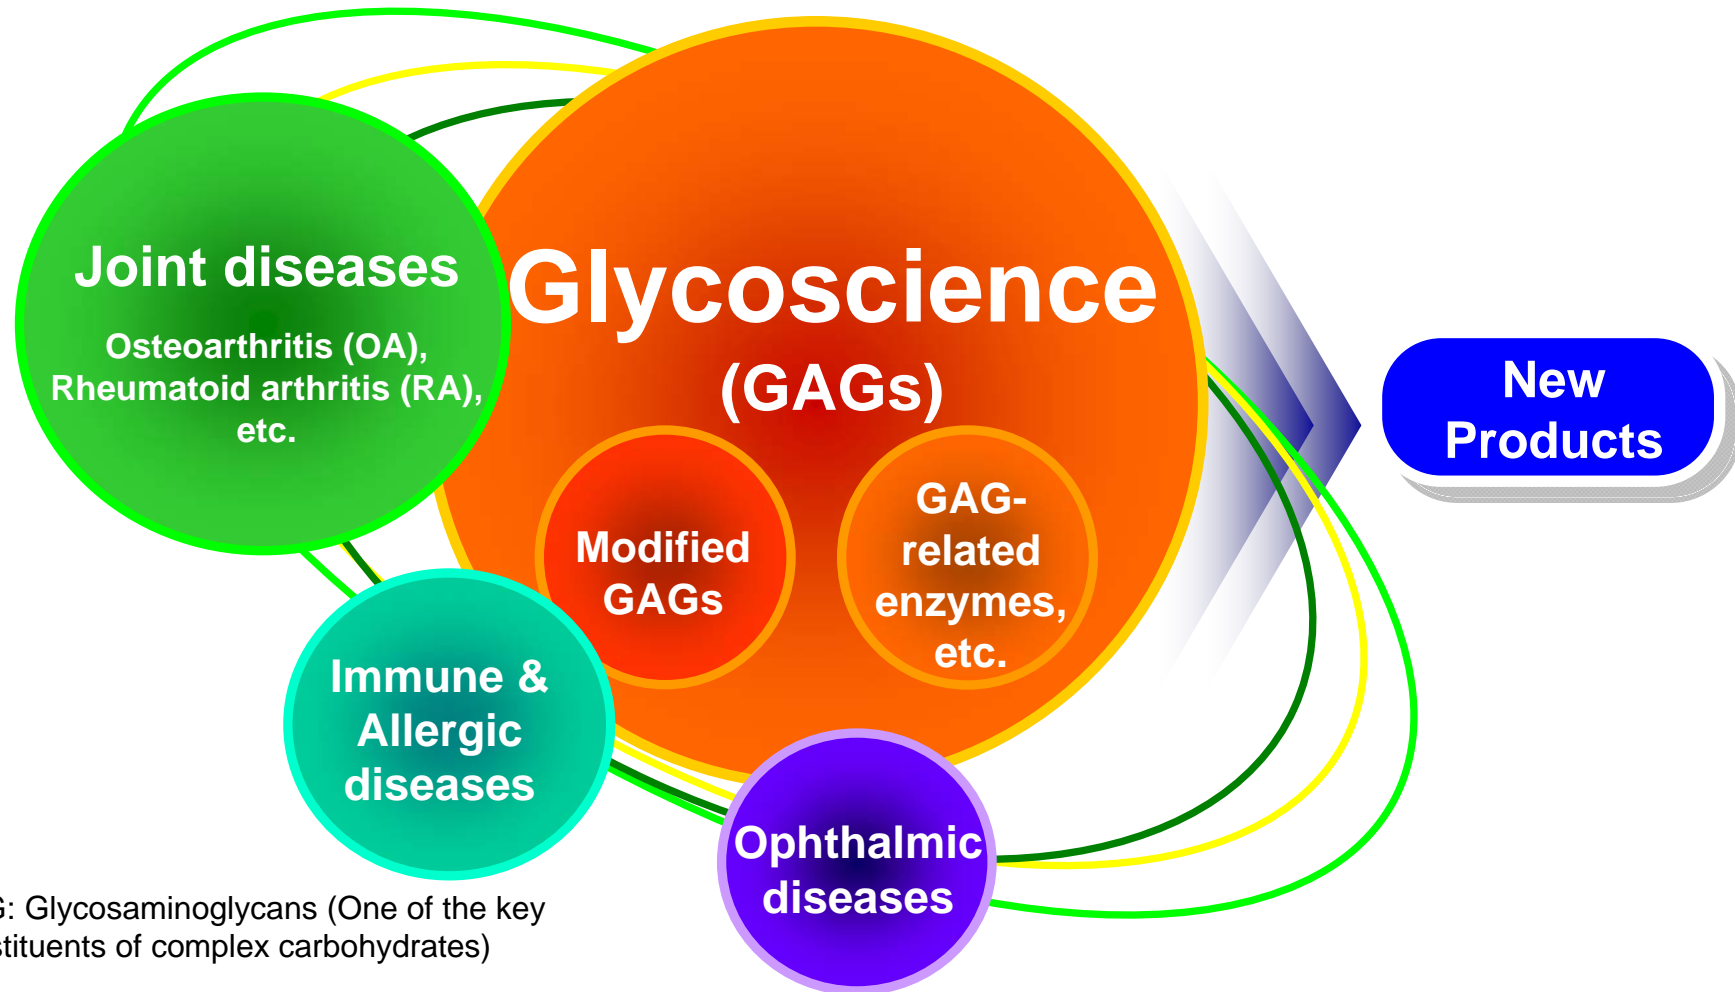 Joint diseases
Osteoarthritis (OA),
Rheumatoid arthritis (RA),
etc.
Glycoscience
(GAGs)
Modified
GAGs
GAG-
related
enzymes,
etc.
New
Products
Immune &
Allergic
diseases
Ophthalmic
diseases
G: Glycosaminoglycans (One of the key
stituents of complex carbohydrates)